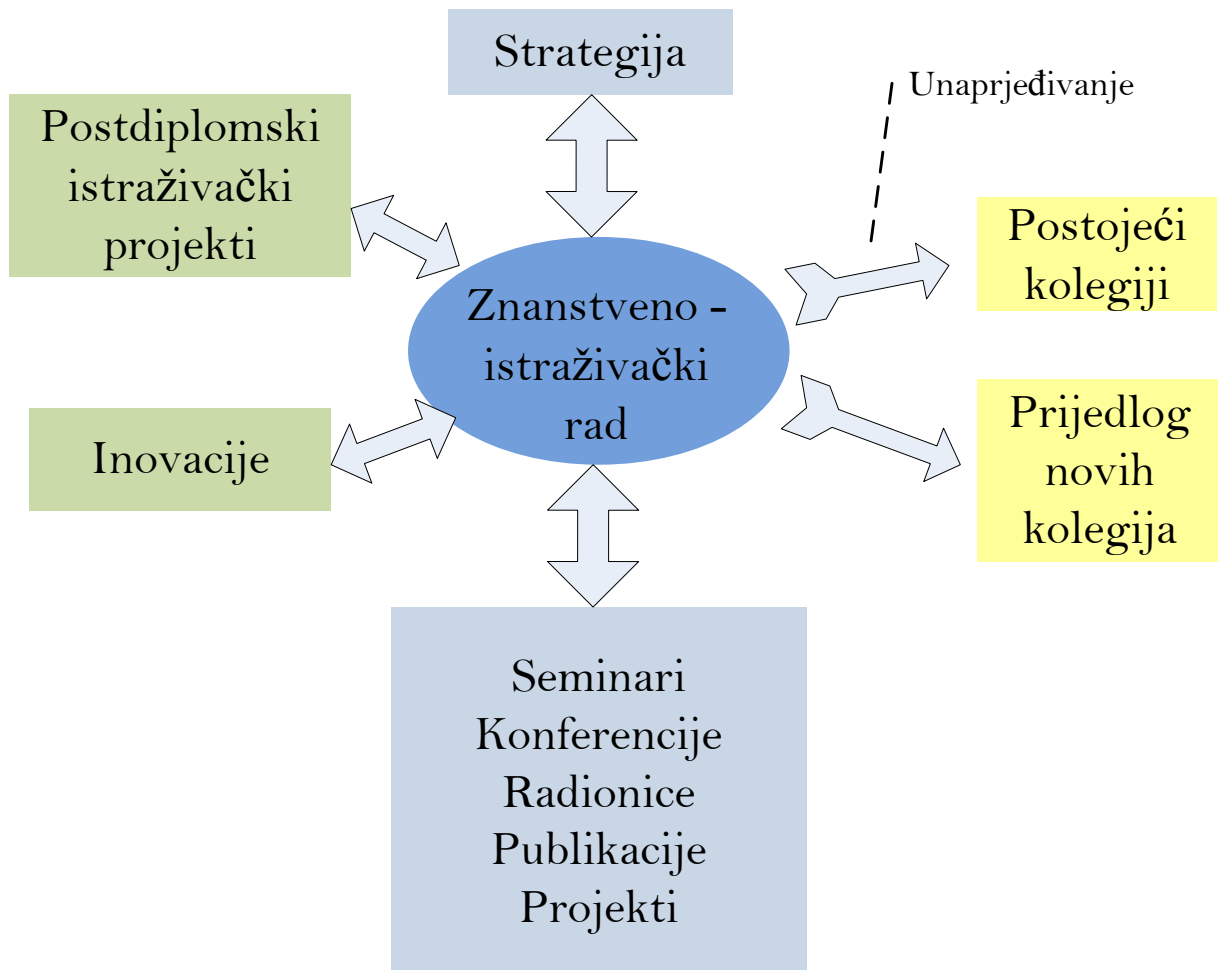 Strategija
Unaprjeđivanje
Postdiplomski
istraživački
projekti
Postojeći
kolegiji
Znanstveno -
istraživački
rad
Inovacije
Prijedlog
novih
kolegija
Seminari
Konferencije
Radionice
Publikacije
Projekti